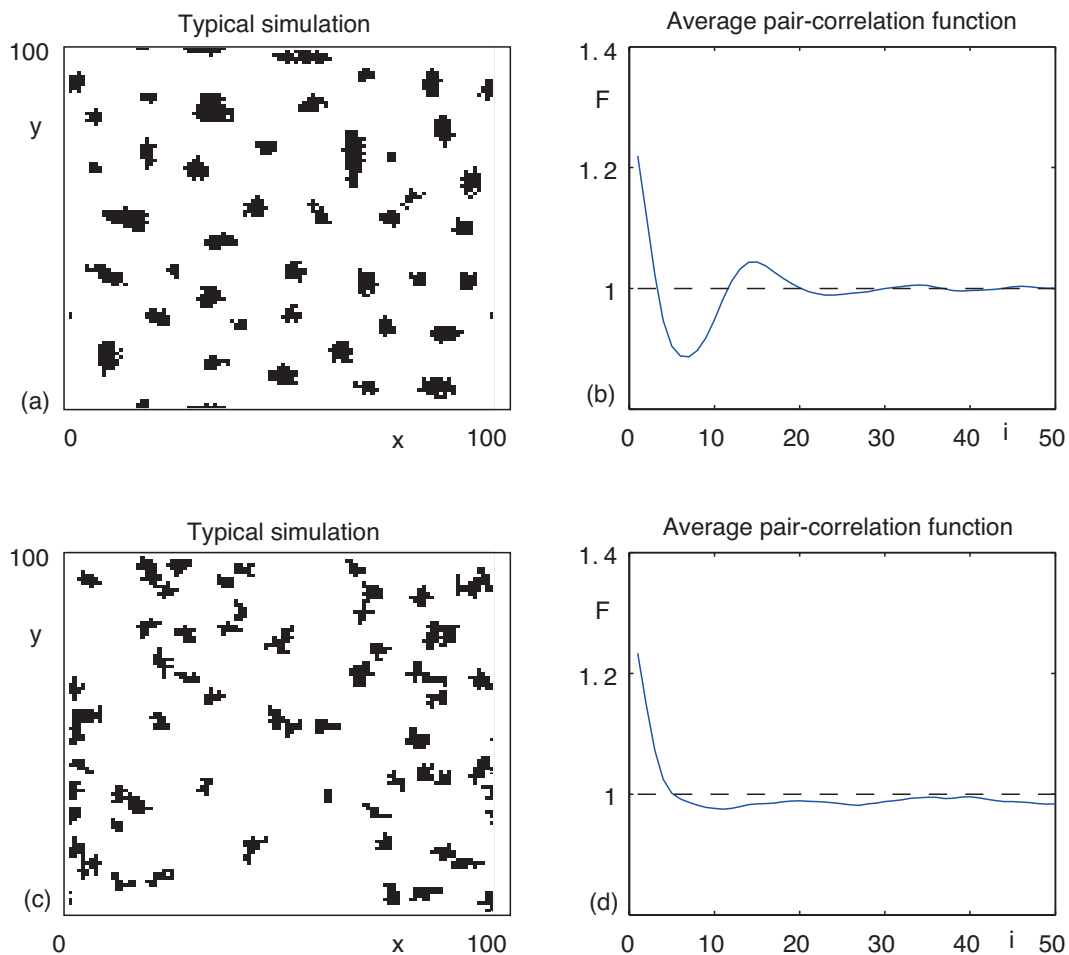 Typical simulation
100
y
(a)
0
x
100
Average pair-correlation function
1.4
F
1.2
1
(b)
0
10
20
30
40
i
50
Typical simulation
100
y
(c)
0
x
100
Average pair-correlation function
1.4
F
1.2
1
(d)
0
10
20
30
40
i
50